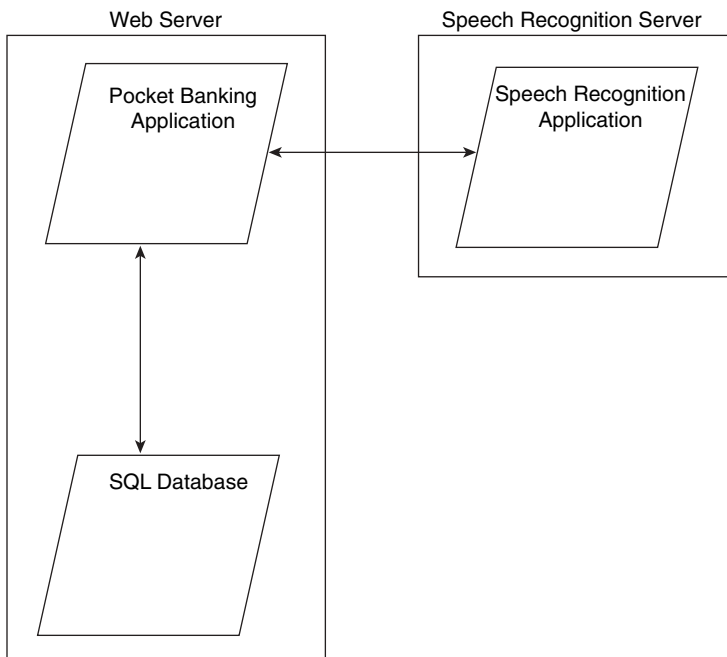 Web Server
Speech Recognition Server
Pocket Banking
Application
Speech Recognition
Application
SQL Database